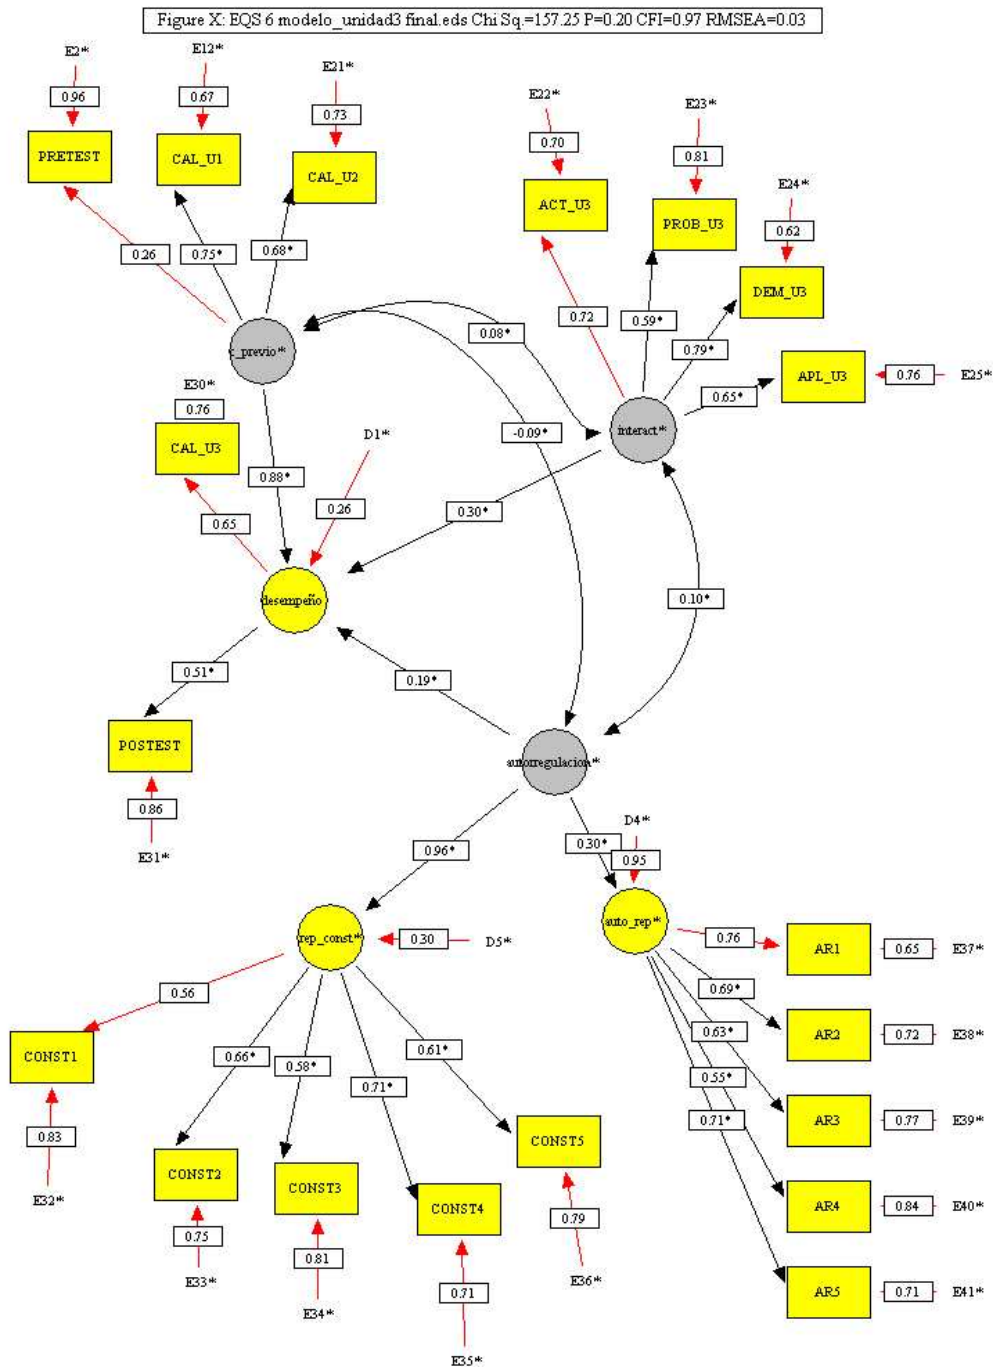 Figure X: EQS 6 modelo_unidad3 final.eds Chi Sq.=157.25 P=0.20 CFI=0.97 RMSEA=0.03
E2*
E12*
E21*
E22*
E23*
E24*
0.96
0.67
0.73
0.70
0.81
0.62
PRETEST
CAL_U1
CAL_U2
ACT_U3
PROB_U3
DEM_U3
0.26
0.75*
0.68*
0.72
0.59*
0.79*
0.08*
c_previo*
APL_U3
0.76
E25*
0.65*
E30*
0.76
CAL_U3
D1*
-0.09*
interact*
0.88*
0.65
0.26
0.30*
desempeño
0.10*
0.51*
0.19*
POSTEST
autorregulacion*
0.86
E31*
0.96*
0.30*
D4*
0.95
rep_const*
0.30
D5*
auto_rep*
0.76
AR1
0.65
E37*
0.56
0.69*
0.63*
0.55*
0.71*
AR2
0.72
E38*
CONST1
0.66*
0.58*
0.71*
0.61*
0.83
E32*
AR3
0.77
E39*
CONST2
CONST3
CONST4
CONST5
AR4
0.84
E40*
0.75
0.81
0.71
0.79
E33*
E34*
E35*
E36*
AR5
0.71
E41*